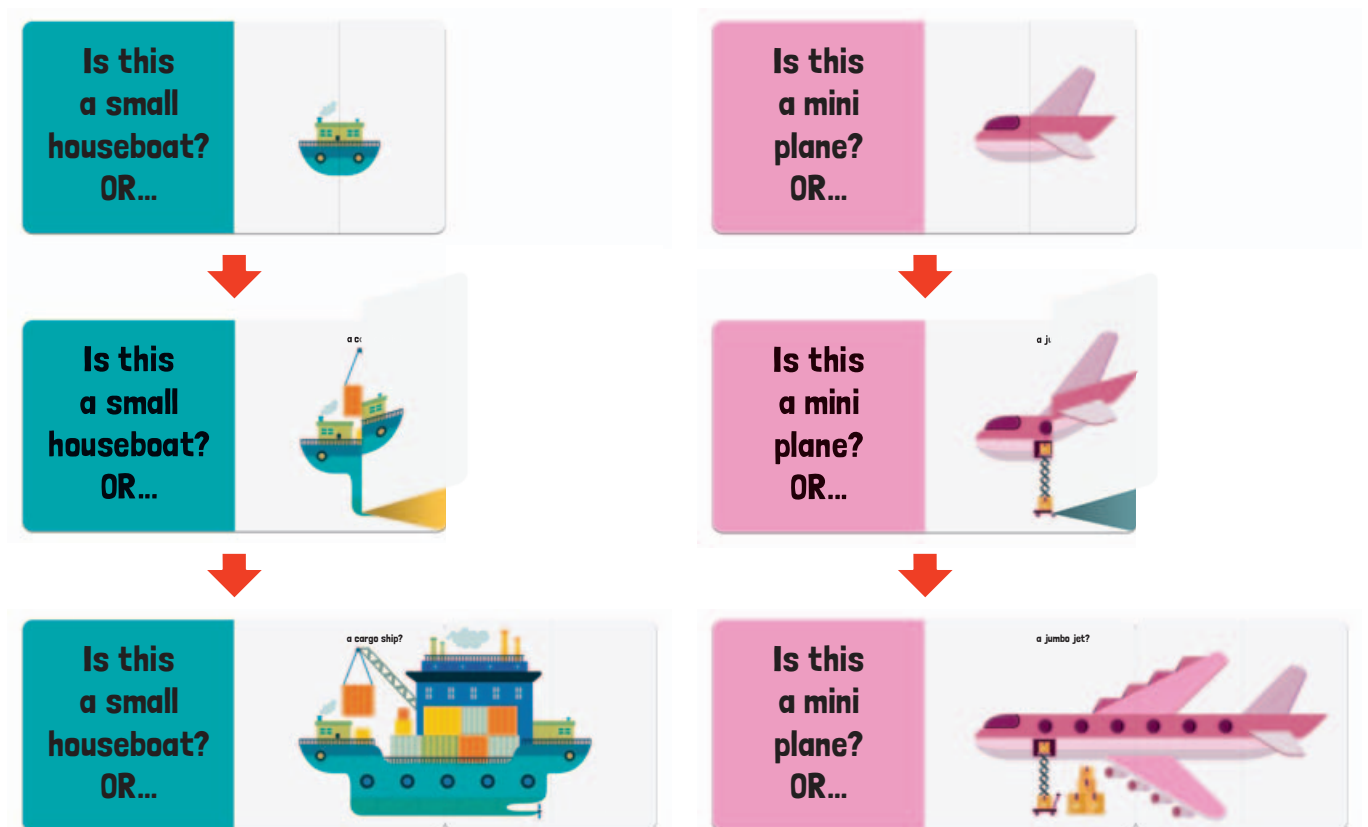 Is this
a small
houseboat?
OR...
Is this
a mini
plane?
OR...
a c
Is this
a small
houseboat?
OR...
a ju
Is this
a mini
plane?
OR...
a cargo ship?
Is this
a small
houseboat?
OR...
a jumbo jet?
Is this
a mini
plane?
OR...